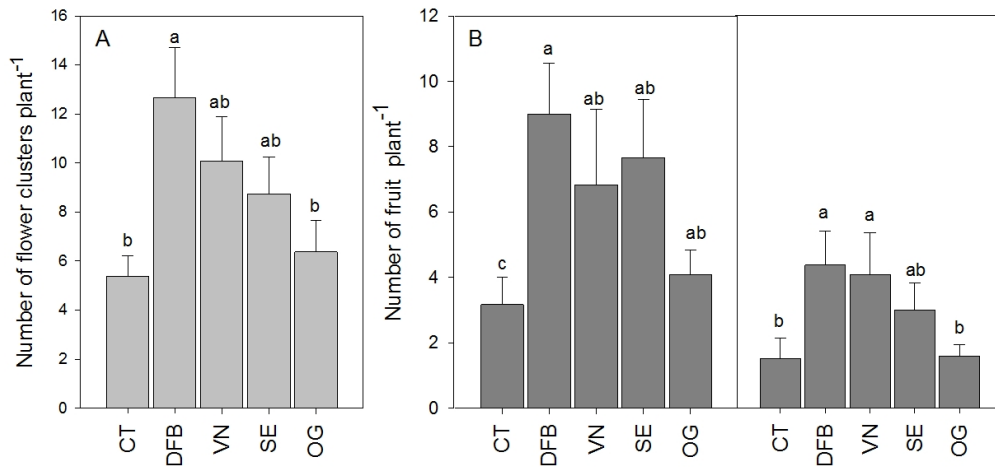 Number of flower clusters plant-1
16
14
12
10
8
6
4
2
0
A
b
a
ab
ab
b
CT
DFB
VN
SE
OG
Number of fruit plant-1
12
10
8
6
4
2
0
B
c
a
ab
ab
ab
CT
DFB
VN
SE
OG
b
a
a
ab
b
CT
DFB
VN
SE
OG